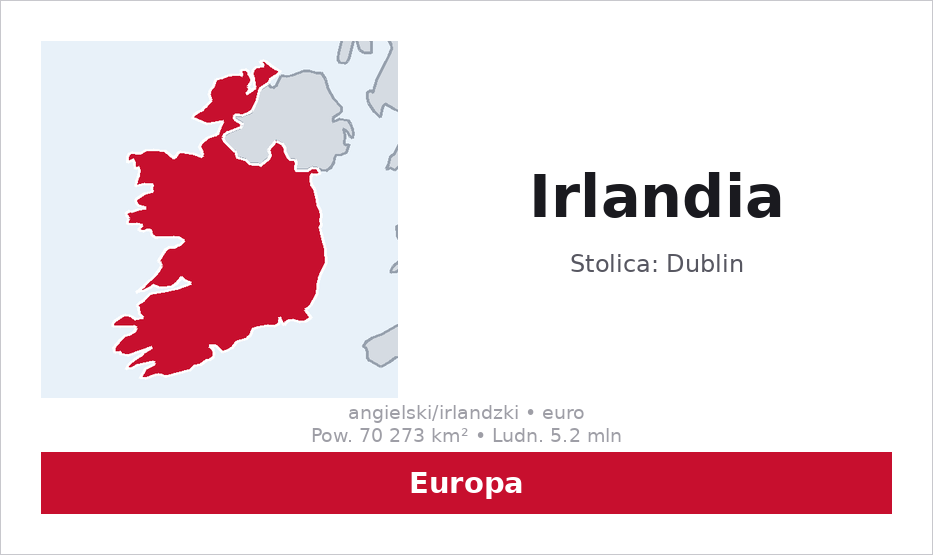 Irlandia
Stolica: Dublin
angielski/irlandzki • euro
Pow. 70 273 km² • Ludn. 5.2 mln
Europa